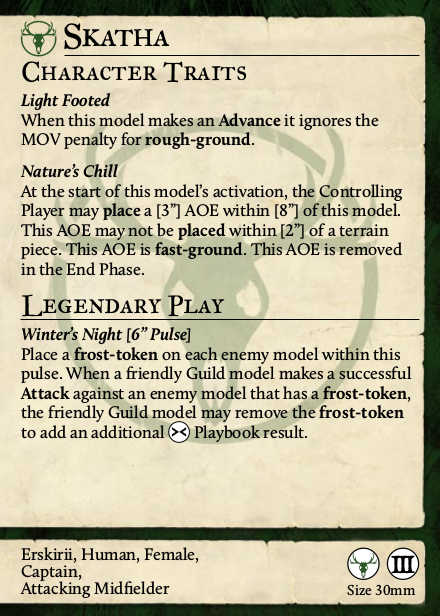 Skatha
Character Traits
Light Footed
When this model makes an Advance it ignores the
MOV penalty for rough-ground.
Nature's Chill
At the start of this model's activation, the Controlling
Player may place a [3”] AOE within [8”] of this model.
This AOE may not be placed within [2”] of a terrain
piece. This AOE is fast-ground. This AOE is removed
in the End Phase.
Legendary Play
Winter's Night [6” Pulse]
Place a frost-token on each enemy model within this
pulse. When a friendly Guild model makes a successful
Attack against an enemy model that has a frost-token,
the friendly Guild model may remove the frost-token
to add an additional >< Playbook result.
Erskirii, Human, Female,
Captain,
Attacking Midfielder
III
Size 30mm